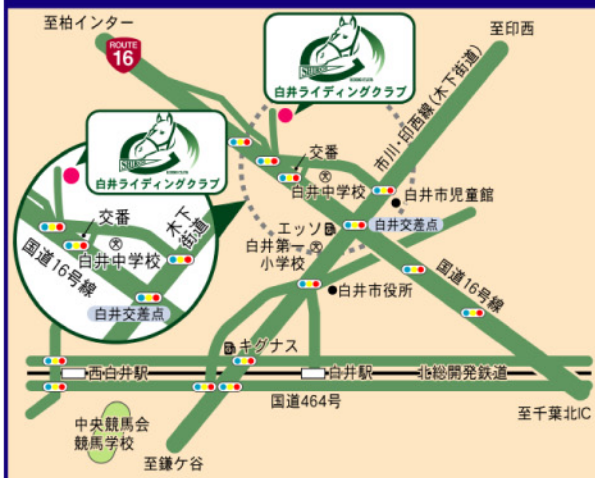 至柏インター
ROUTE
16
白井ライディングクラブ
至印西
市川・印西線(木下街道)
白井ライディングクラブ
交番
白井中学校
白井市児童館
エッソ
白井交差点
白井第一
小学校
国道16号線
白井市役所
交番
木下
街道
白井中学校
国道16号線
白井交差点
キグナス
西白井駅
白井駅
北総開発鉄道
国道464号
至千葉北IC
中央競馬会
競馬学校
至鎌ケ谷